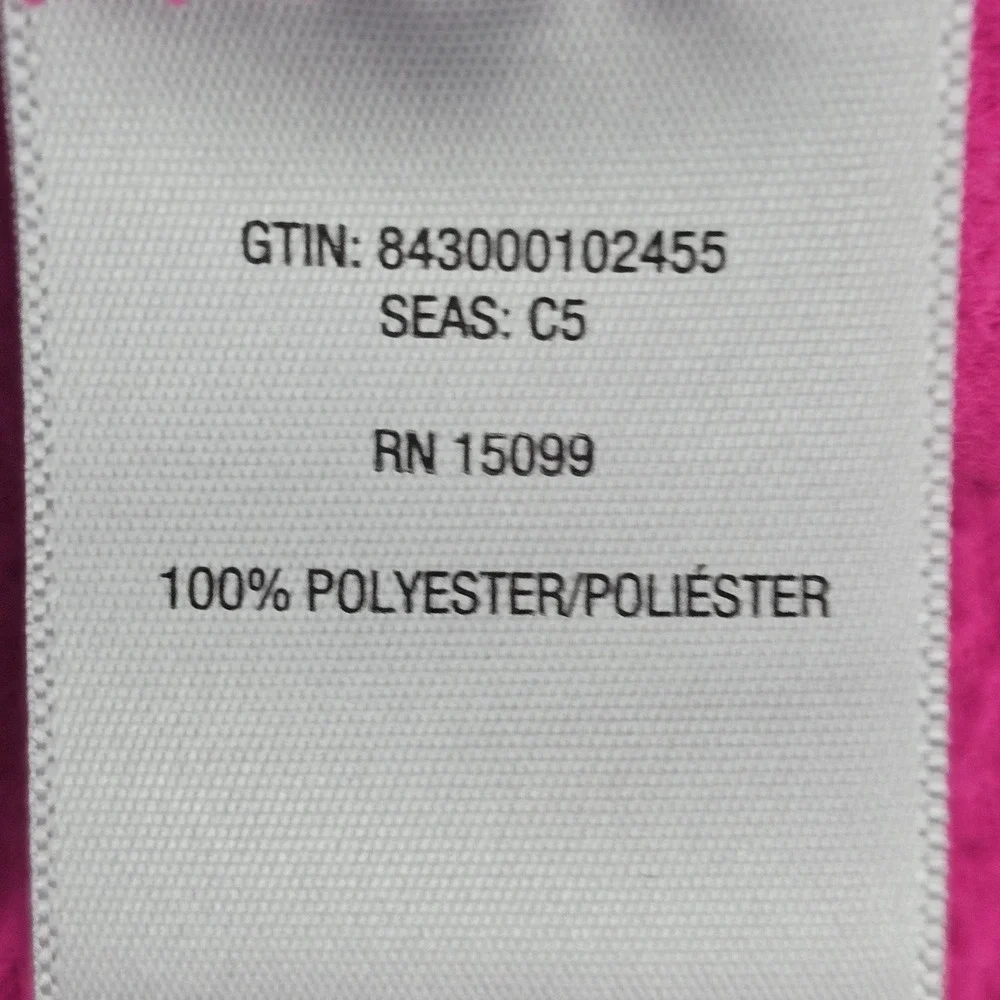 GTIN: 843000102455
SEAS: C5
RN 15099
100% POLYESTER/POLIÉSTER